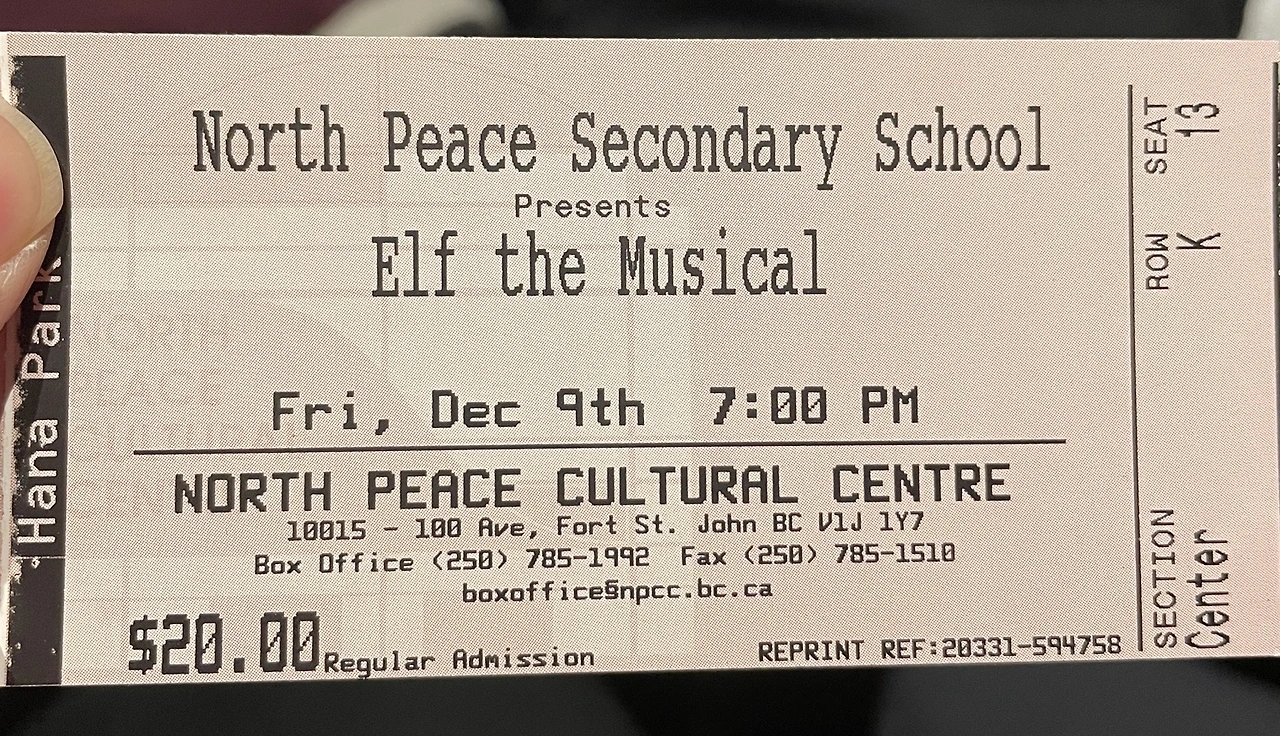 North Peace Secondary School
Presents
Elf the Musical
Fri, Dec 9th 7:00 PM
NORTH PEACE CULTURAL CENTRE
10015 - 100 Ave, Fort St. John BC V1J 1Y7
Box Office (250) 785-1992 Fax (250) 785-1510
boxoffice§npcc.bc.ca
$20.00 Regular Admission
REPRINT REF:20331-594758
Hana Park
SECTION ROW SEAT
Center K 13